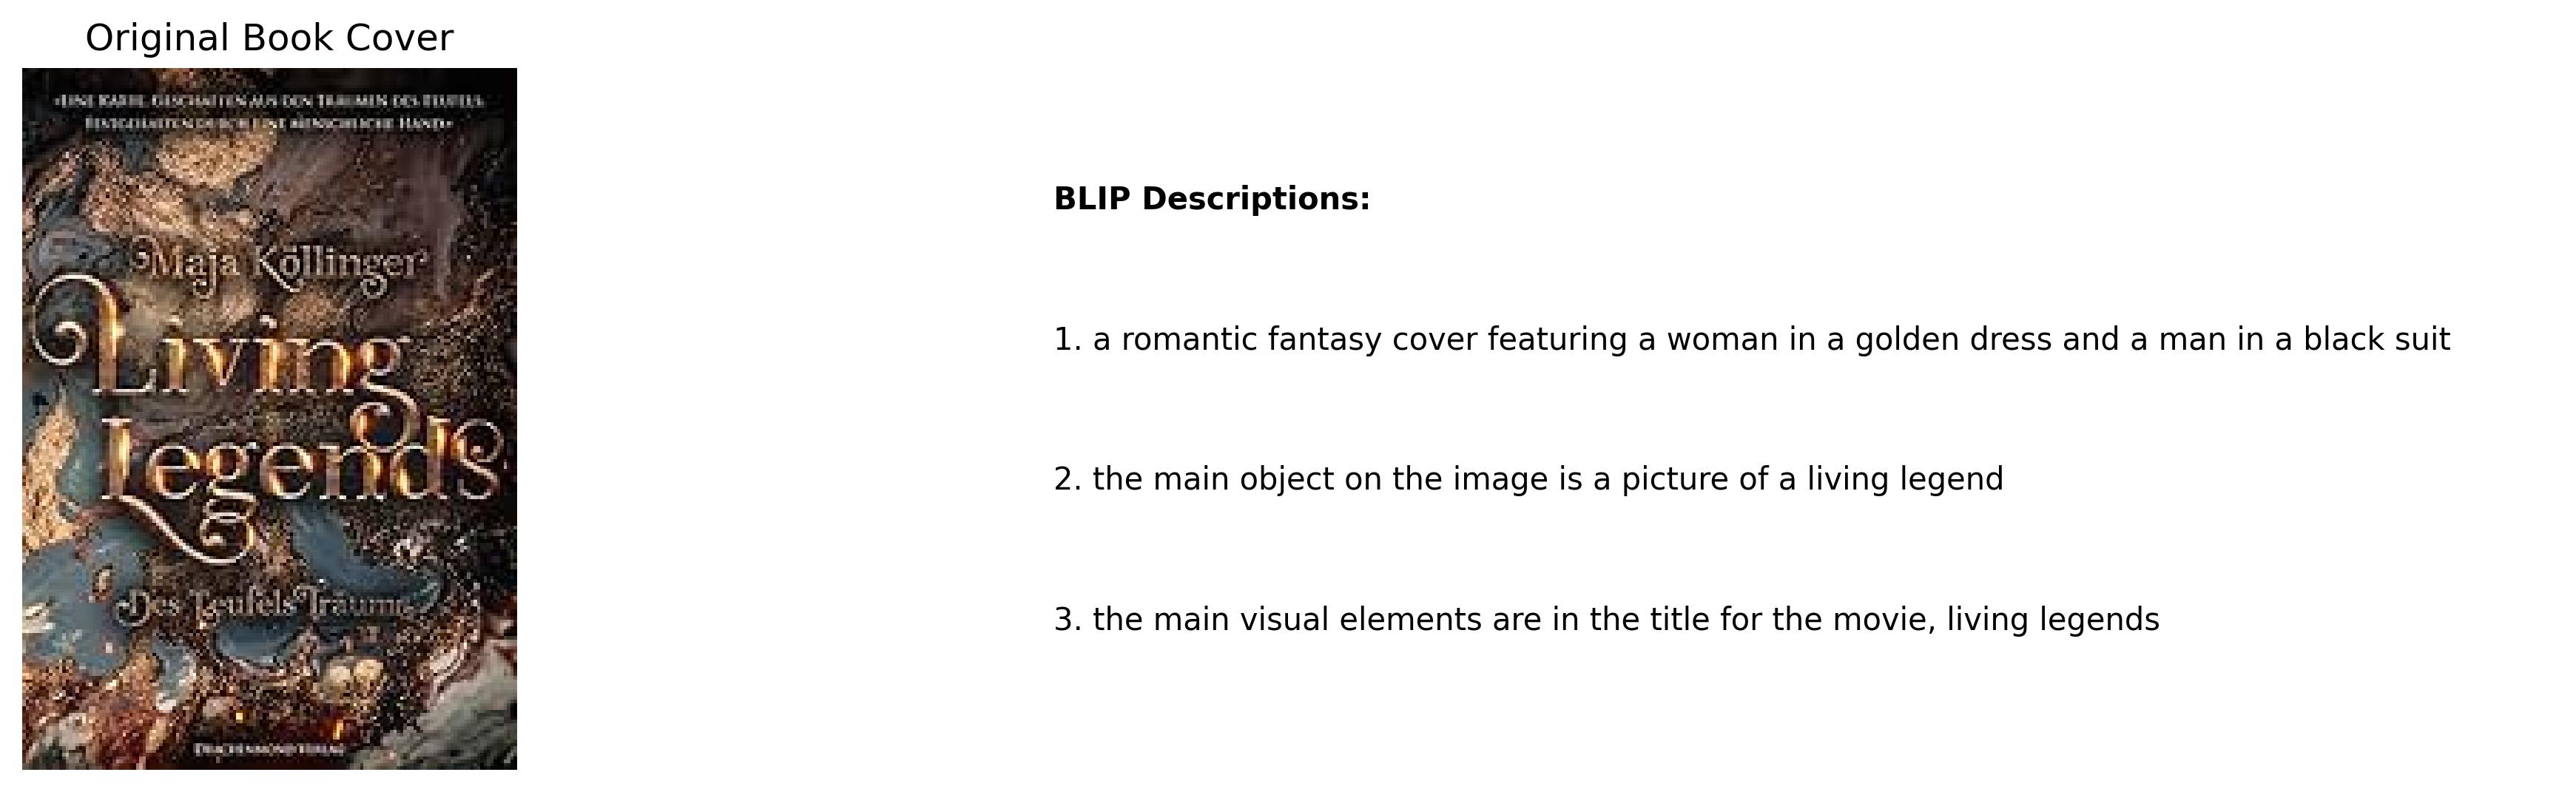 Original Book Cover
»EINE KARTE, GESCHAFFEN AUS DEN TRÄUMEN DES TEUFELS.
FESTGEHALTEN DURCH EINE MENSCHLICHE HAND«
Maja Köllinger
Living
Legends
Des Teufels Träume
DRACHENMOND VERLAG
BLIP Descriptions:
1. a romantic fantasy cover featuring a woman in a golden dress and a man in a black suit
2. the main object on the image is a picture of a living legend
3. the main visual elements are in the title for the movie, living legends